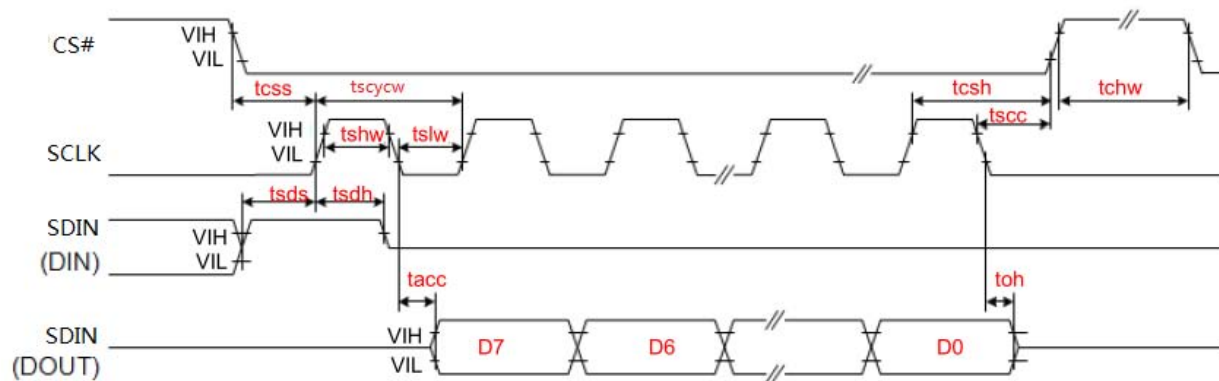 CS#
VIH
VIL
tcss
tscycw
tcsh
tchw
tscc
SCLK
VIH
VIL
tshw
tslw
tsds
tsdh
SDIN
(DIN)
VIH
VIL
tacc
toh
SDIN
(DOUT)
VIH
VIL
D7
D6
D0